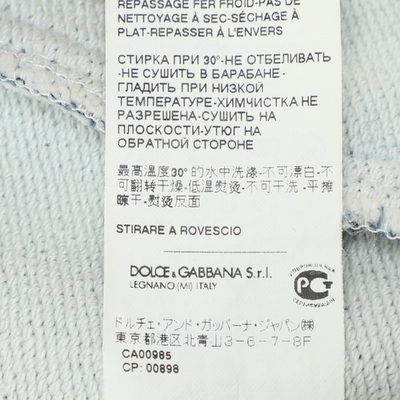 REPASSAGE FER FROID-PAS DE
NETTOYAGE À SEC-SÉCHAGE À
PLAT-REPASSER À L'ENVERS
СТИРКА ПРИ 30°-НЕ ОТБЕЛИВАТЬ
-НЕ СУШИТЬ В БАРАБАНЕ-
ГЛАДИТЬ ПРИ НИЗКОЙ
ТЕМПЕРАТУРЕ-ХИМЧИСТКА НЕ
РАЗРЕШЕНА-СУШИТЬ НА
ПЛОСКОСТИ-УТЮГ НА
ОБРАТНОЙ СТОРОНЕ
最高温度30°的水中洗涤-不可漂白-不
可翻转干燥-低温熨烫-不可干洗-平摊
晾干-熨烫反面
STIRARE A ROVESCIO
DOLCE & GABBANA S.r.l.
LEGNANO (MI) ITALY
РСТ
ドルチェ・アンド・ガッバーナ・ジャパン㈱
東京都港区北青山3-6-7-8F
CA00985
CP: 00898